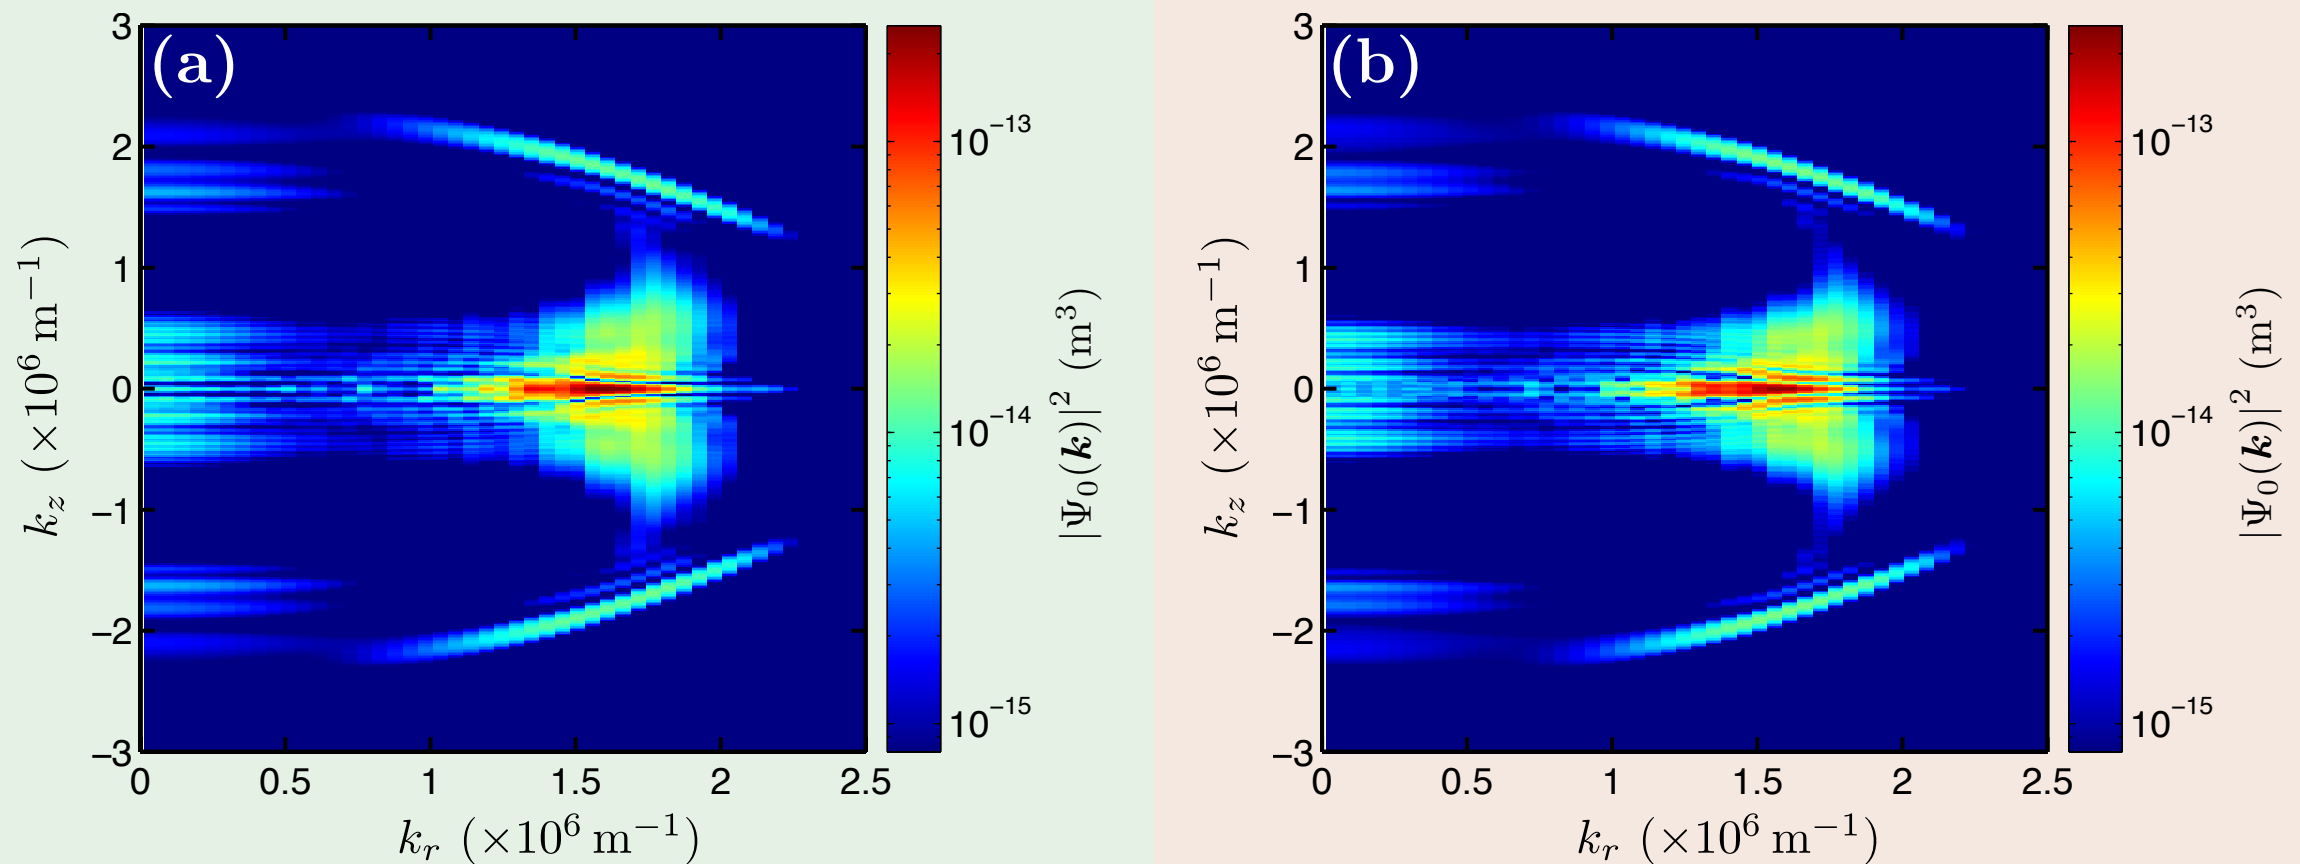 (a)
3
2
1
0
−1
−2
−3
0 0.5 1 1.5 2 2.5
k_z (×10^6 m^−1)
k_r (×10^6 m^−1)
10^−13
10^−14
10^−15
|Ψ_0(k)|^2 (m^3)
(b)
3
2
1
0
−1
−2
−3
0 0.5 1 1.5 2 2.5
k_z (×10^6 m^−1)
k_r (×10^6 m^−1)
10^−13
10^−14
10^−15
|Ψ_0(k)|^2 (m^3)